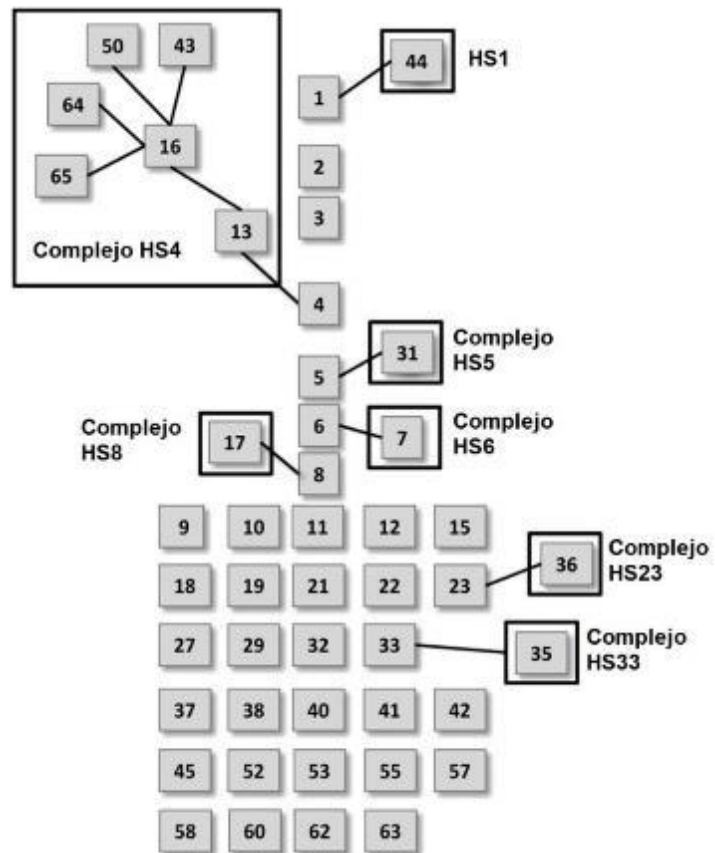 50 43
44 HS1
1
64
16
2
65
3
13
Complejo HS4
4
Complejo
31
HS5
5
6
Complejo
7
HS6
Complejo
17
HS8
8
9 10 11 12 15
Complejo
36
HS23
18 19 21 22 23
27 29 32 33
Complejo
35
HS33
37 38 40 41 42
45 52 53 55 57
58 60 62 63